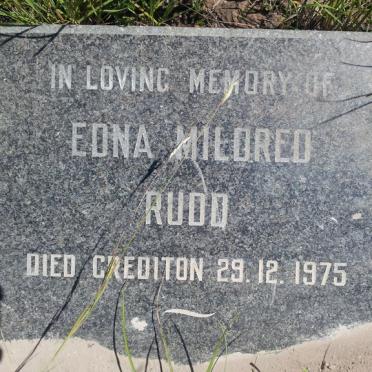 IN LOVING MEMORY OF
EDNA MILDRED
RUDD
DIED CREDITON 29.12.1975